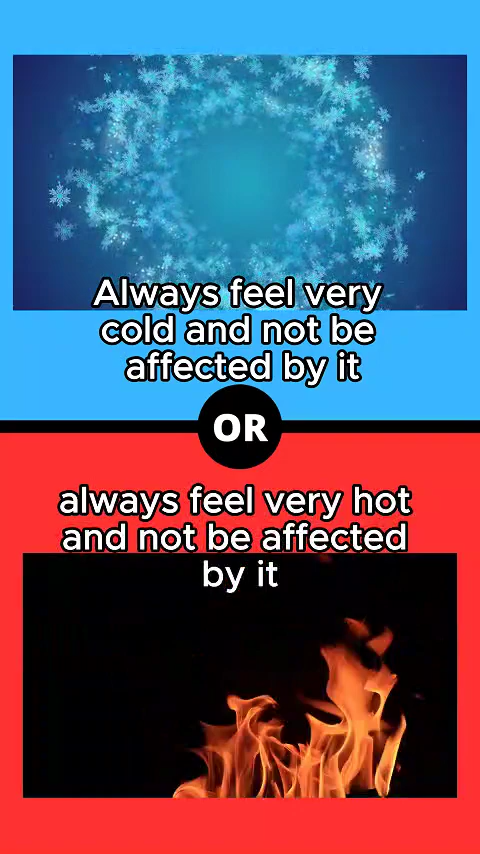 Always feel very
cold and not be
affected by it
OR
always feel very hot
and not be affected
by it